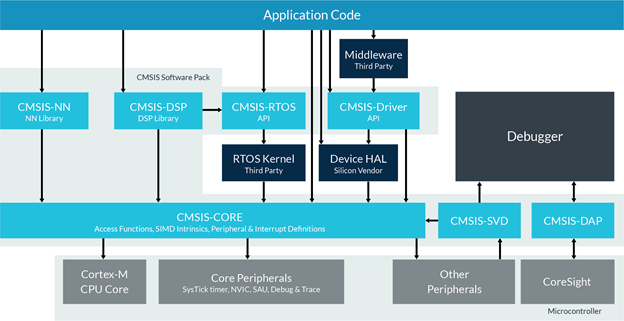 Application Code
Middleware
Third Party
CMSIS Software Pack
CMSIS-NN
NN Library
CMSIS-DSP
DSP Library
CMSIS-RTOS
API
CMSIS-Driver
API
Debugger
RTOS Kernel
Third Party
Device HAL
Silicon Vendor
CMSIS-CORE
Access Functions, SIMD Intrinsics, Peripheral & Interrupt Definitions
CMSIS-SVD
CMSIS-DAP
Cortex-M
CPU Core
Core Peripherals
SysTick timer, NVIC, SAU, Debug & Trace
Other
Peripherals
CoreSight
Microcontroller